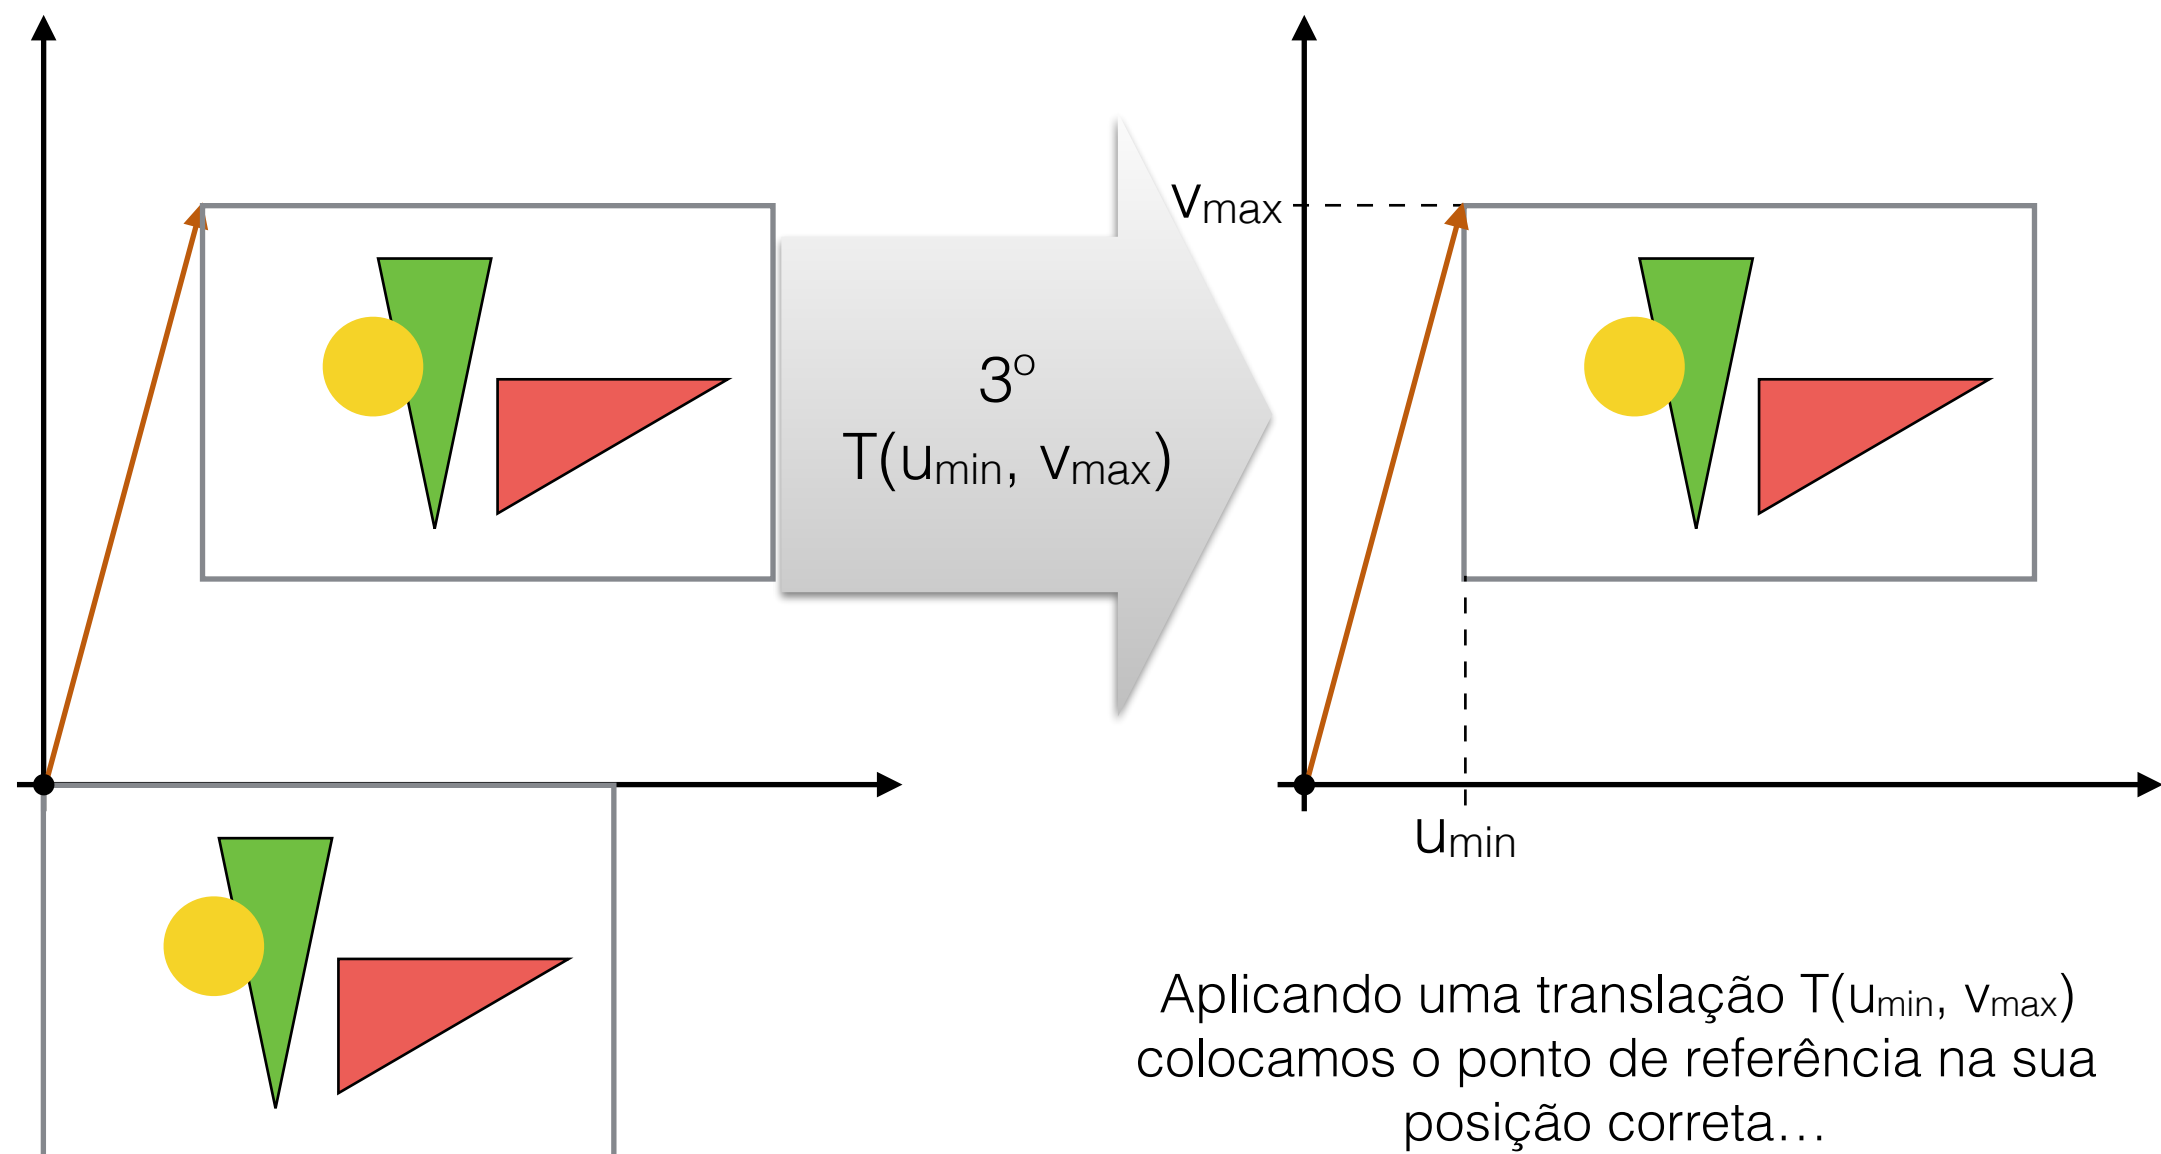 3º
T(umin, vmax)
vmax
umin
Aplicando uma translação T(umin, vmax)
colocamos o ponto de referência na sua
posição correta…